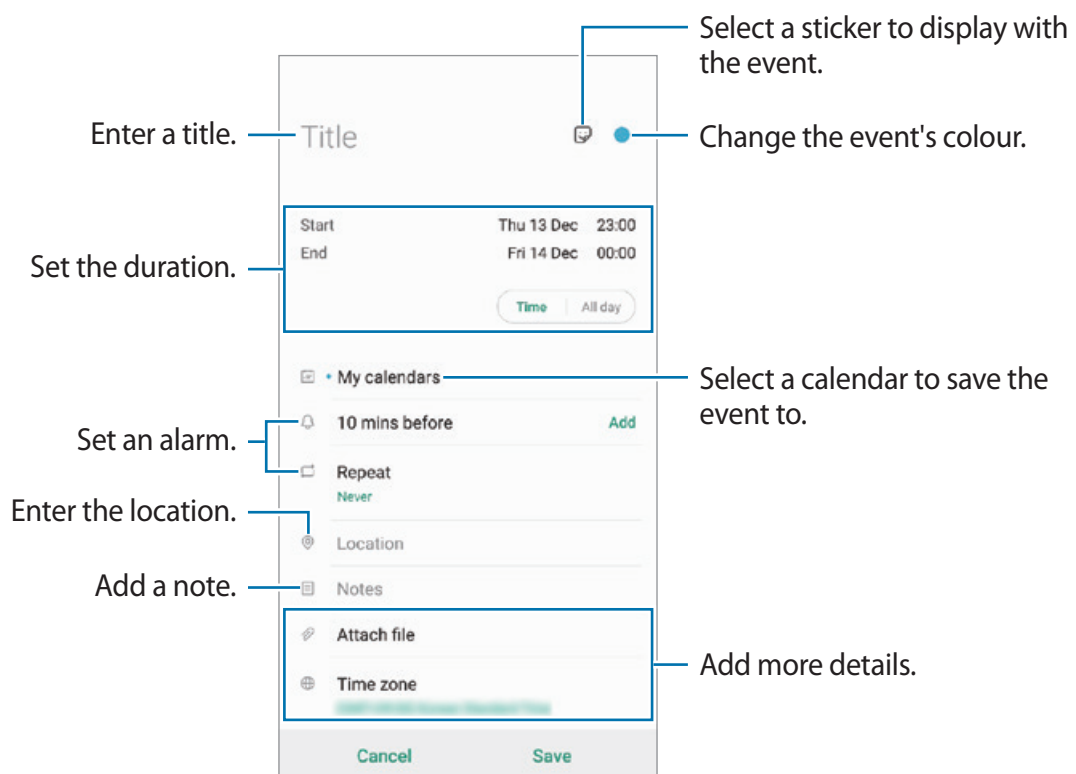 Select a sticker to display with
the event.
Enter a title.
Title
Change the event's colour.
Start Thu 13 Dec 23:00
End Fri 14 Dec 00:00
Set the duration.
Time All day
My calendars
Select a calendar to save the
event to.
10 mins before Add
Set an alarm.
Repeat
Never
Enter the location.
Location
Add a note.
Notes
Attach file
Add more details.
Time zone
Cancel Save